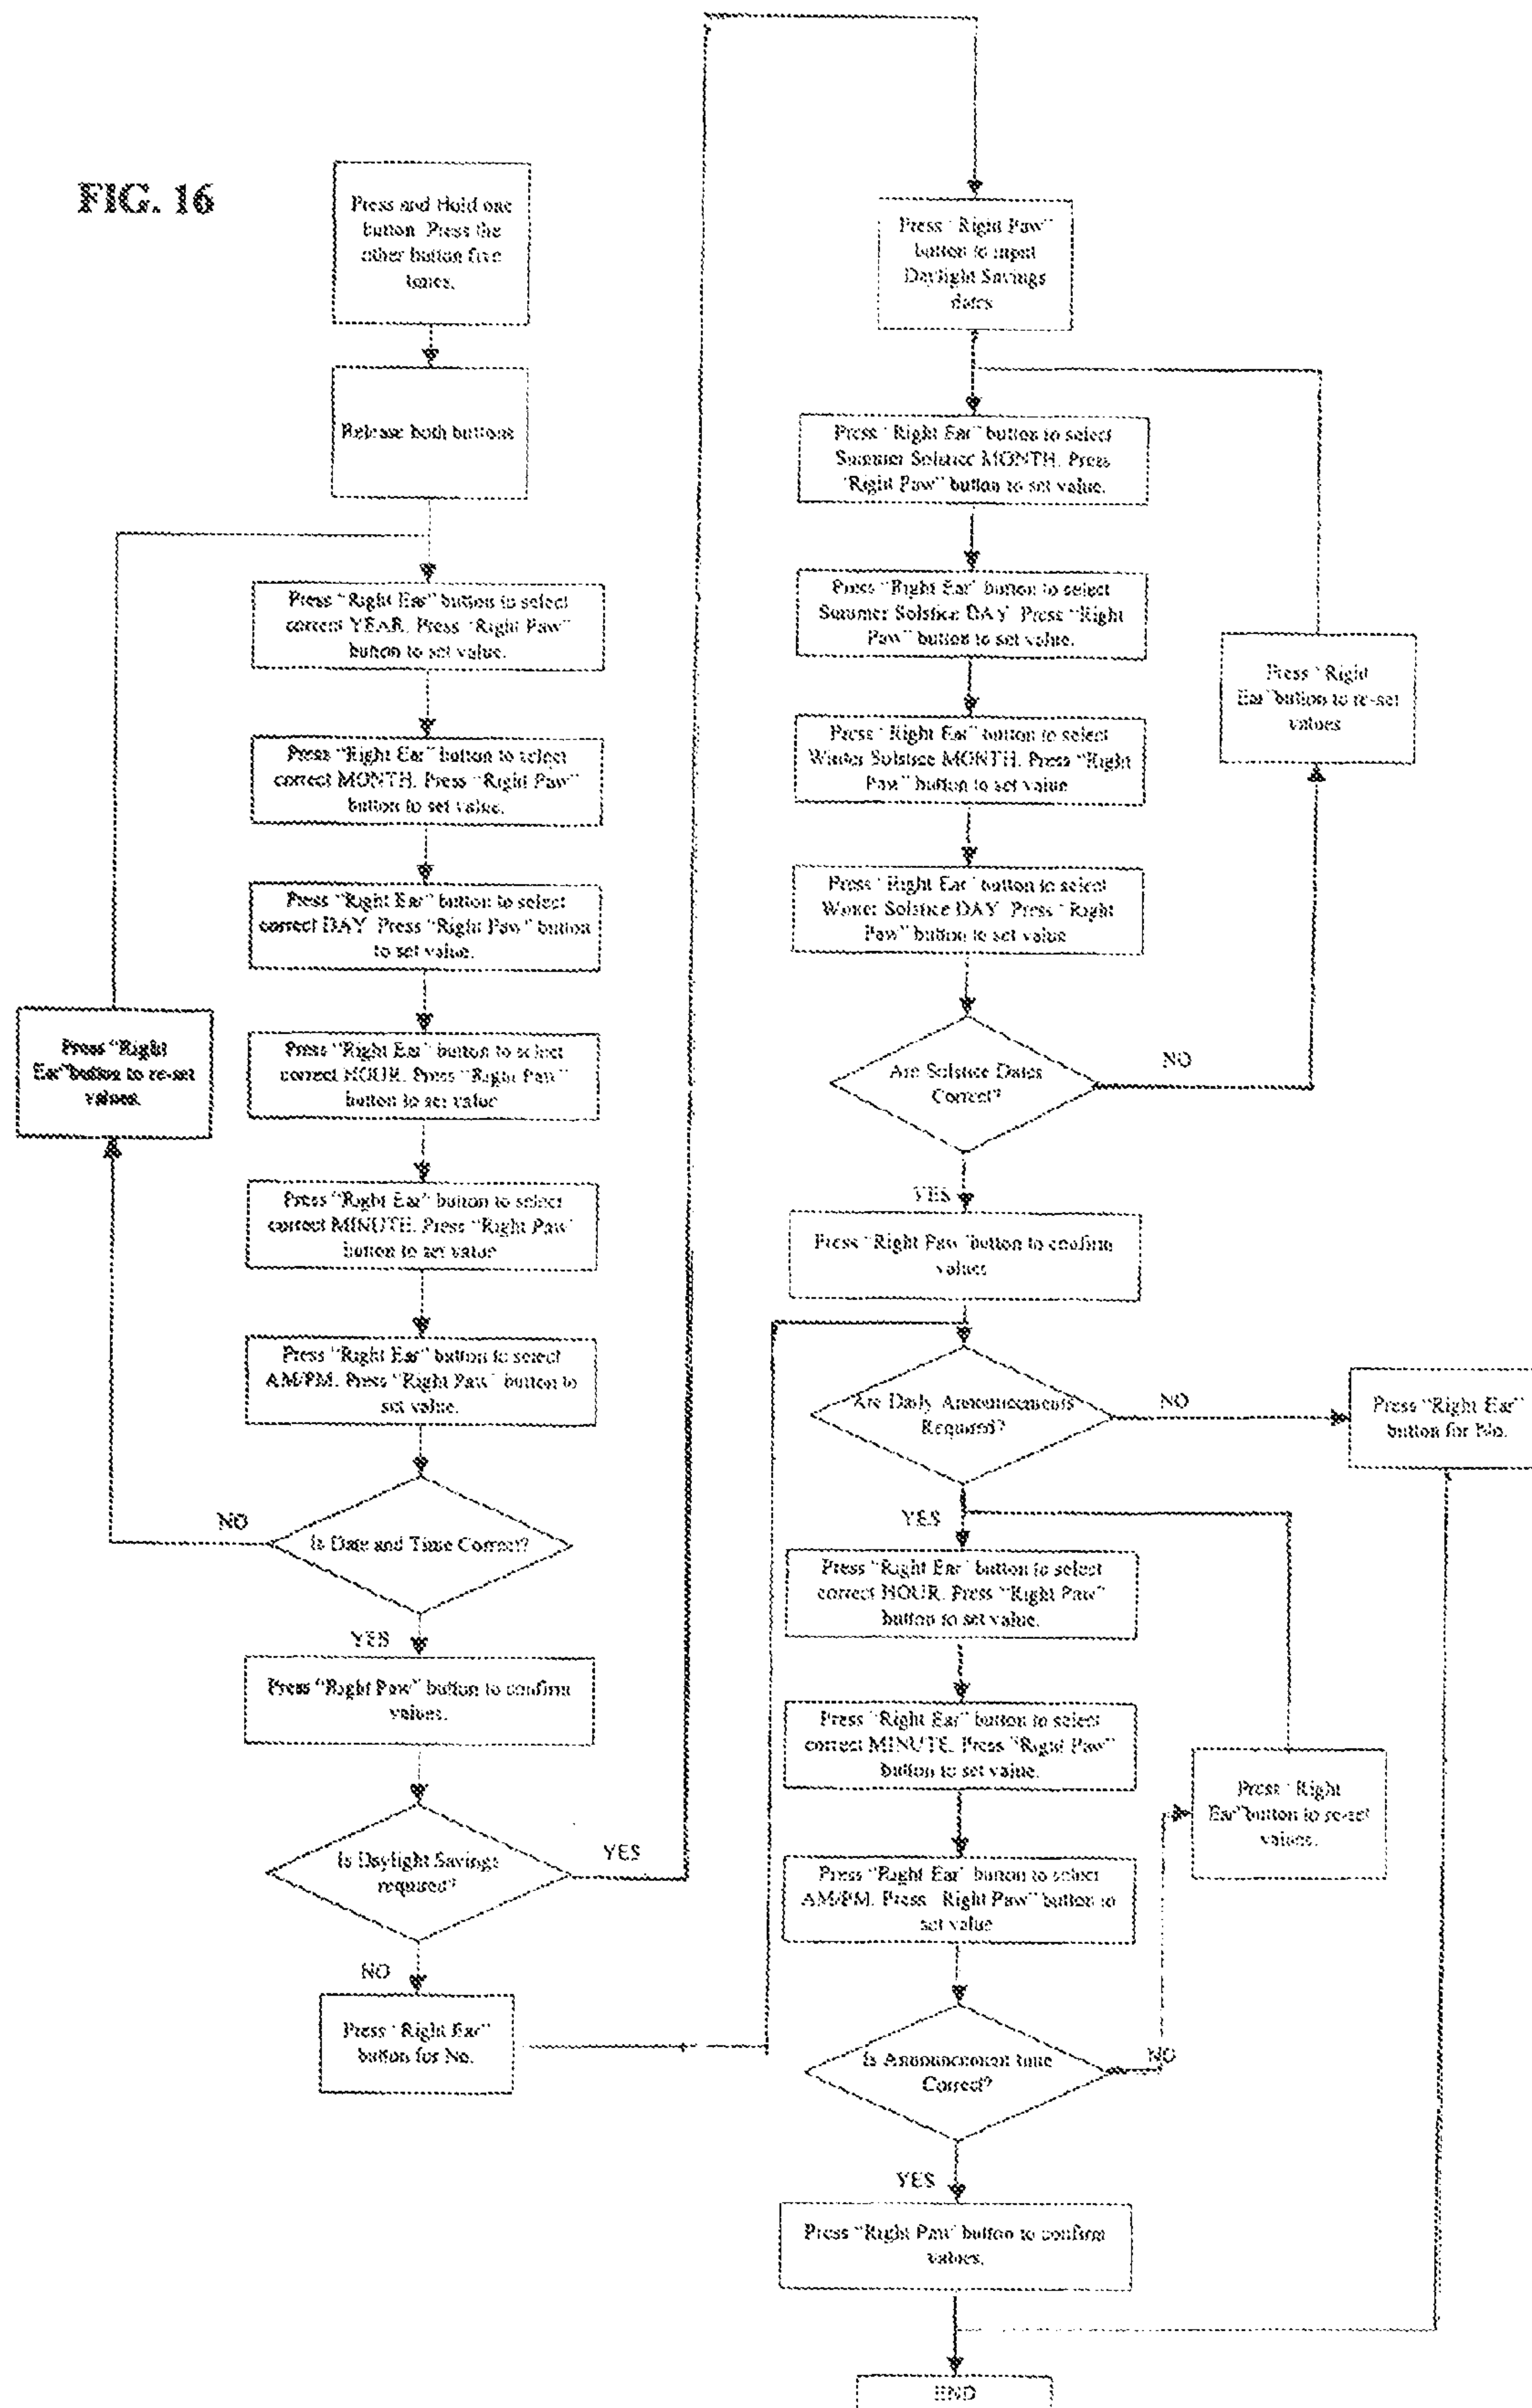 FIG. 16
Press and Hold one
button. Press the
other button five
times.
Release both buttons
Press "Right Ear" button to select
correct YEAR. Press "Right Paw"
button to set value.
Press "Right Ear" button to select
correct MONTH. Press "Right Paw"
button to set value.
Press "Right Ear" button to select
correct DAY. Press "Right Paw" button
to set value.
Press "Right Ear" button to select
correct HOUR. Press "Right Paw"
button to set value
Press "Right Ear" button to select
correct MINUTE. Press "Right Paw"
button to set value
Press "Right Ear" button to select
AM/PM. Press "Right Paw" button to
set value.
Is Date and Time Correct?
NO
Press "Right
Ear" button to re-set
values.
YES
Press "Right Paw" button to confirm
values.
Is Daylight Savings
required?
YES
NO
Press "Right Ear"
button for No.
Press "Right Paw"
button to input
Daylight Savings
dates
Press "Right Ear" button to select
Summer Solstice MONTH. Press
"Right Paw" button to set value.
Press "Right Ear" button to select
Summer Solstice DAY. Press "Right
Paw" button to set value.
Press "Right Ear" button to select
Winter Solstice MONTH. Press "Right
Paw" button to set value
Press "Right Ear" button to select
Winter Solstice DAY. Press "Right
Paw" button to set value
Are Solstice Dates
Correct?
NO
Press "Right
Ear" button to re-set
values
YES
Press "Right Paw" button to confirm
values
Are Daily Announcements
Required?
NO
Press "Right Ear"
button for No.
YES
Press "Right Ear" button to select
correct HOUR. Press "Right Paw"
button to set value.
Press "Right Ear" button to select
correct MINUTE. Press "Right Paw"
button to set value.
Press "Right Ear" button to select
AM/PM. Press "Right Paw" button to
set value
Is Announcement time
Correct?
NO
Press "Right
Ear" button to re-set
values.
YES
Press "Right Paw" button to confirm
values.
END